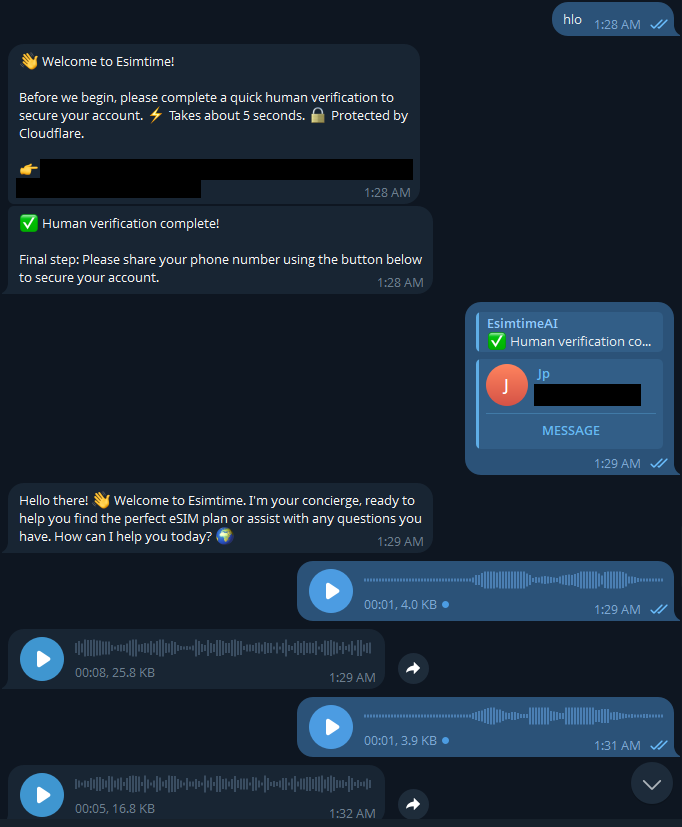 hlo
1:28 AM
👋 Welcome to Esimtime!
Before we begin, please complete a quick human verification to
secure your account. ⚡ Takes about 5 seconds. 🔒 Protected by
Cloudflare.
👉
1:28 AM
✅ Human verification complete!
Final step: Please share your phone number using the button below
to secure your account.
1:28 AM
EsimtimeAI
✅ Human verification co...
J
Jp
MESSAGE
1:29 AM
Hello there! 👋 Welcome to Esimtime. I'm your concierge, ready to
help you find the perfect eSIM plan or assist with any questions you
have. How can I help you today? 🌍
1:29 AM
00:01, 4.0 KB
1:29 AM
00:08, 25.8 KB
1:29 AM
00:01, 3.9 KB
1:31 AM
00:05, 16.8 KB
1:32 AM